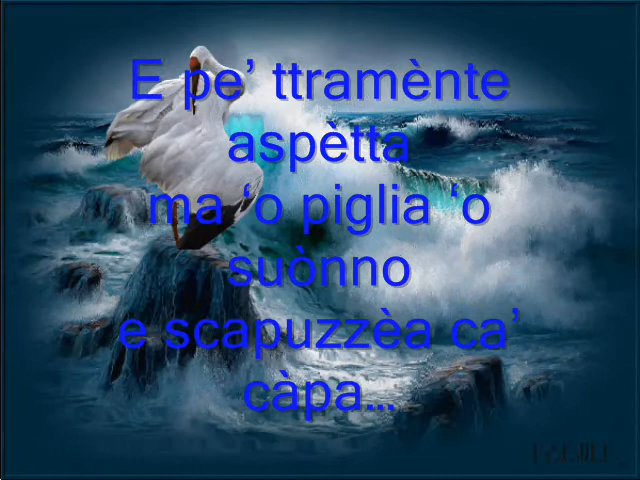 E pe’ ttramènte
aspètta
ma ‘o piglia ‘o
suònno
e scapuzzèa ca’
càpa...